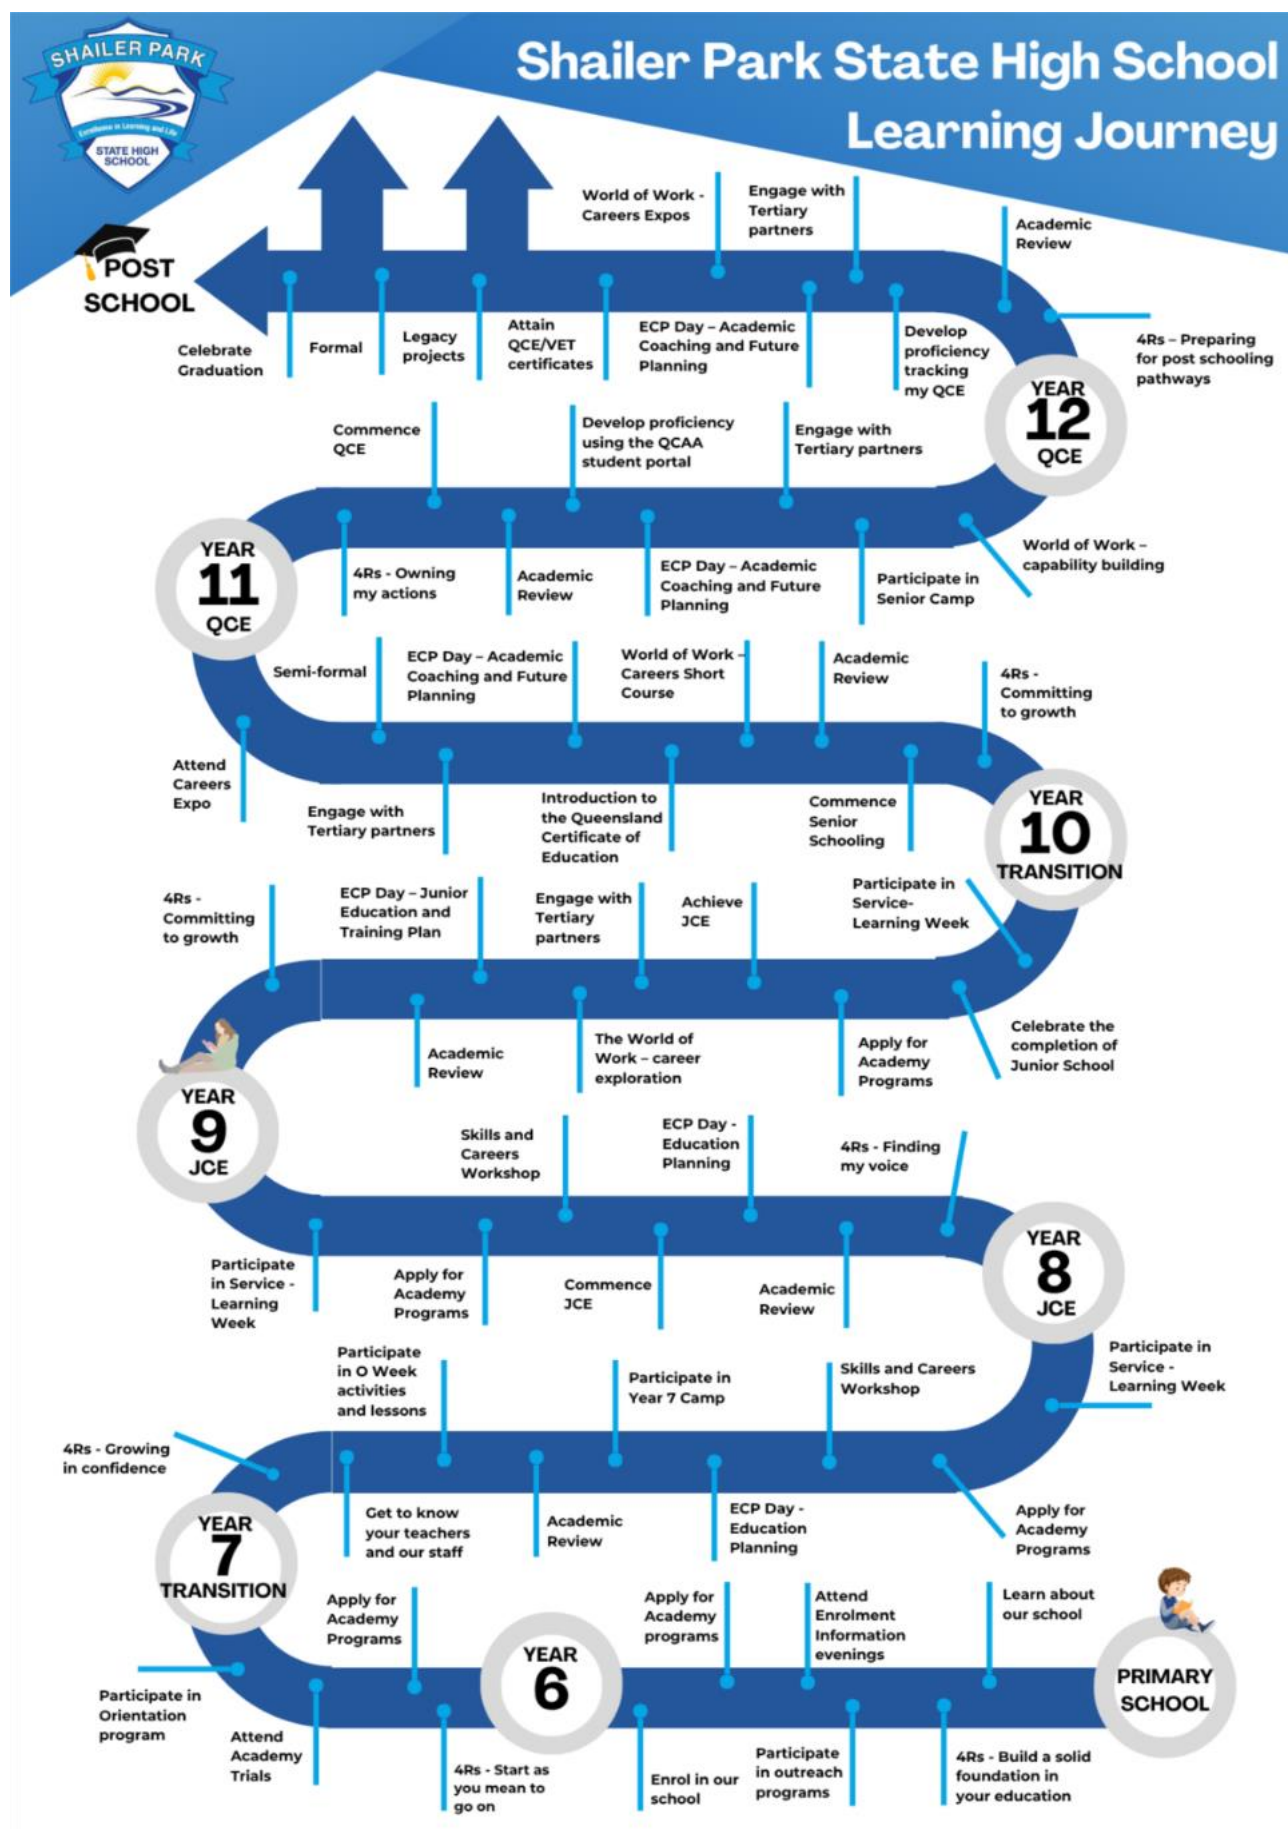 SHAILER PARK
Excellence in Learning and Life
STATE HIGH
SCHOOL
Shailer Park State High School
Learning Journey
POST
SCHOOL
World of Work -
Careers Expos
Engage with
Tertiary
partners
Academic
Review
Celebrate
Graduation
Formal
Legacy
projects
Attain
QCE/VET
certificates
ECP Day – Academic
Coaching and Future
Planning
Develop
proficiency
tracking
my QCE
4Rs – Preparing
for post schooling
pathways
YEAR
12
QCE
Commence
QCE
Develop proficiency
using the QCAA
student portal
Engage with
Tertiary partners
YEAR
11
QCE
4Rs - Owning
my actions
Academic
Review
ECP Day – Academic
Coaching and Future
Planning
Participate in
Senior Camp
World of Work –
capability building
Semi-formal
ECP Day – Academic
Coaching and Future
Planning
World of Work –
Careers Short
Course
Academic
Review
4Rs -
Committing
to growth
Attend
Careers
Expo
Engage with
Tertiary partners
Introduction to
the Queensland
Certificate of
Education
Commence
Senior
Schooling
YEAR
10
TRANSITION
4Rs -
Committing
to growth
ECP Day – Junior
Education and
Training Plan
Engage with
Tertiary
partners
Achieve
JCE
Participate in
Service-
Learning Week
Academic
Review
The World of
Work – career
exploration
Apply for
Academy
Programs
Celebrate the
completion of
Junior School
YEAR
9
JCE
Skills and
Careers
Workshop
ECP Day -
Education
Planning
4Rs - Finding
my voice
Participate
in Service -
Learning
Week
Apply for
Academy
Programs
Commence
JCE
Academic
Review
YEAR
8
JCE
Participate
in O Week
activities
and lessons
Participate in
Year 7 Camp
Skills and Careers
Workshop
Participate in
Service -
Learning Week
4Rs - Growing
in confidence
Get to know
your teachers
and our staff
Academic
Review
ECP Day -
Education
Planning
Apply for
Academy
Programs
YEAR
7
TRANSITION
Apply for
Academy
Programs
YEAR
6
Apply for
Academy
programs
Attend
Enrolment
Information
evenings
Learn about
our school
PRIMARY
SCHOOL
Participate in
Orientation
program
Attend
Academy
Trials
4Rs - Start as
you mean to
go on
Enrol in our
school
Participate
in outreach
programs
4Rs - Build a solid
foundation in
your education